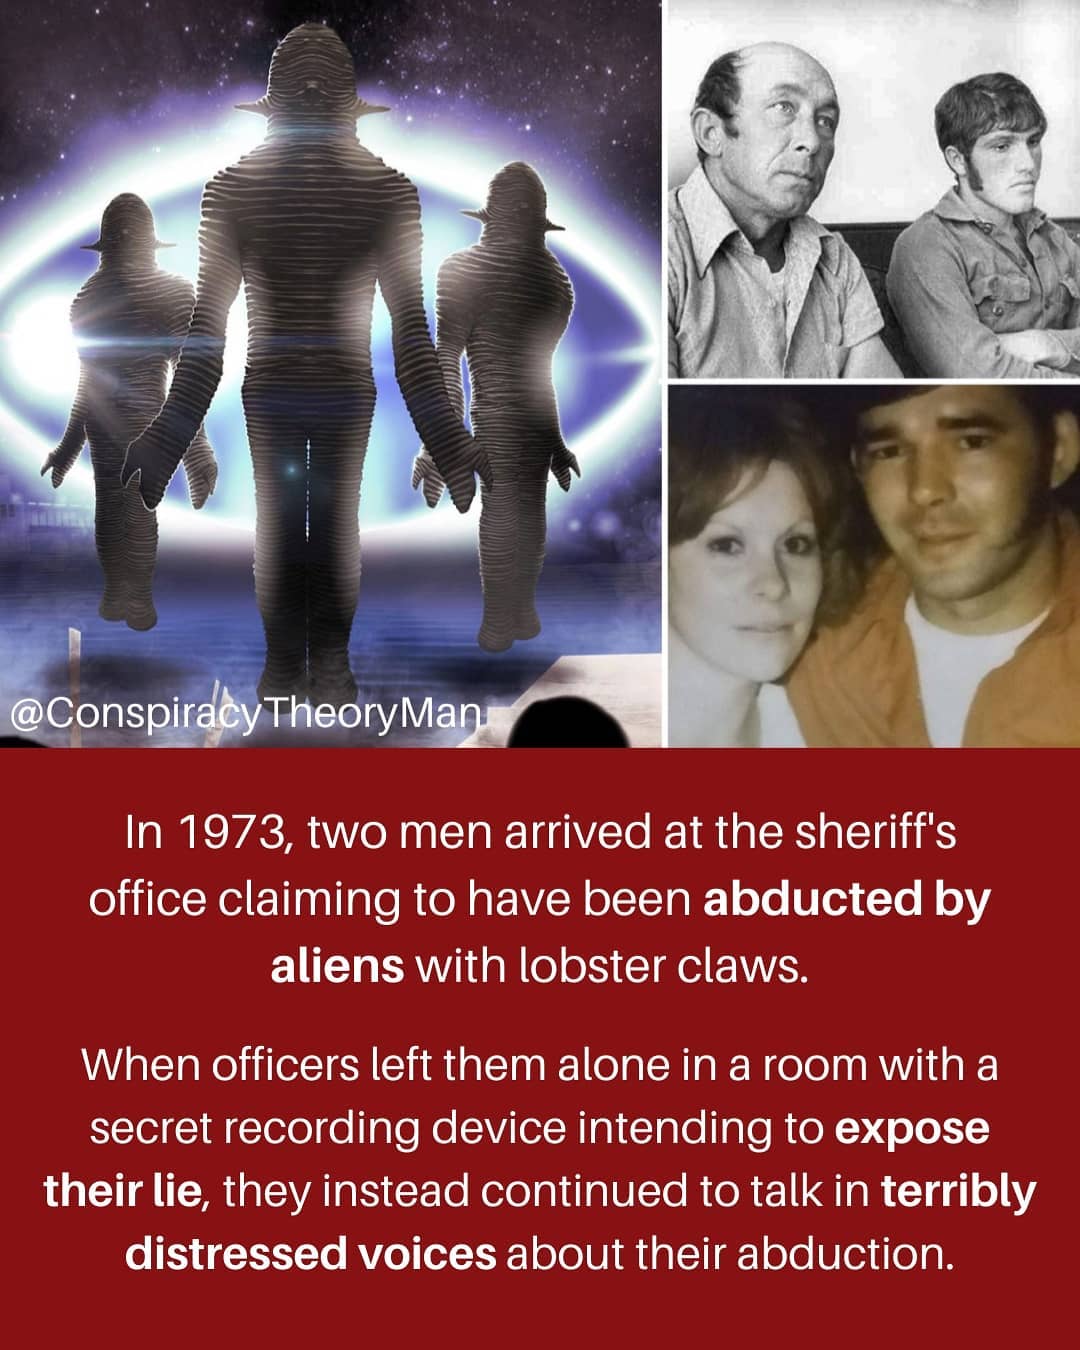 @ConspiracyTheoryMan
In 1973, two men arrived at the sheriff's
office claiming to have been abducted by
aliens with lobster claws.
When officers left them alone in a room with a
secret recording device intending to expose
their lie, they instead continued to talk in terribly
distressed voices about their abduction.